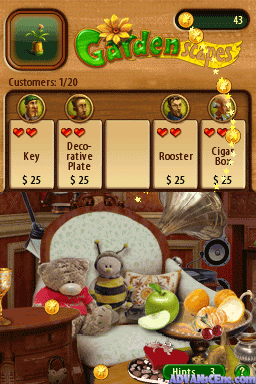 43
Gardenscapes
Customers: 1/20
Key
$ 25
Deco-
rative
Plate
$ 25
Rooster
$ 25
Cigar
Box
$ 25
Hints 3 ?
ADVANsCEne.com